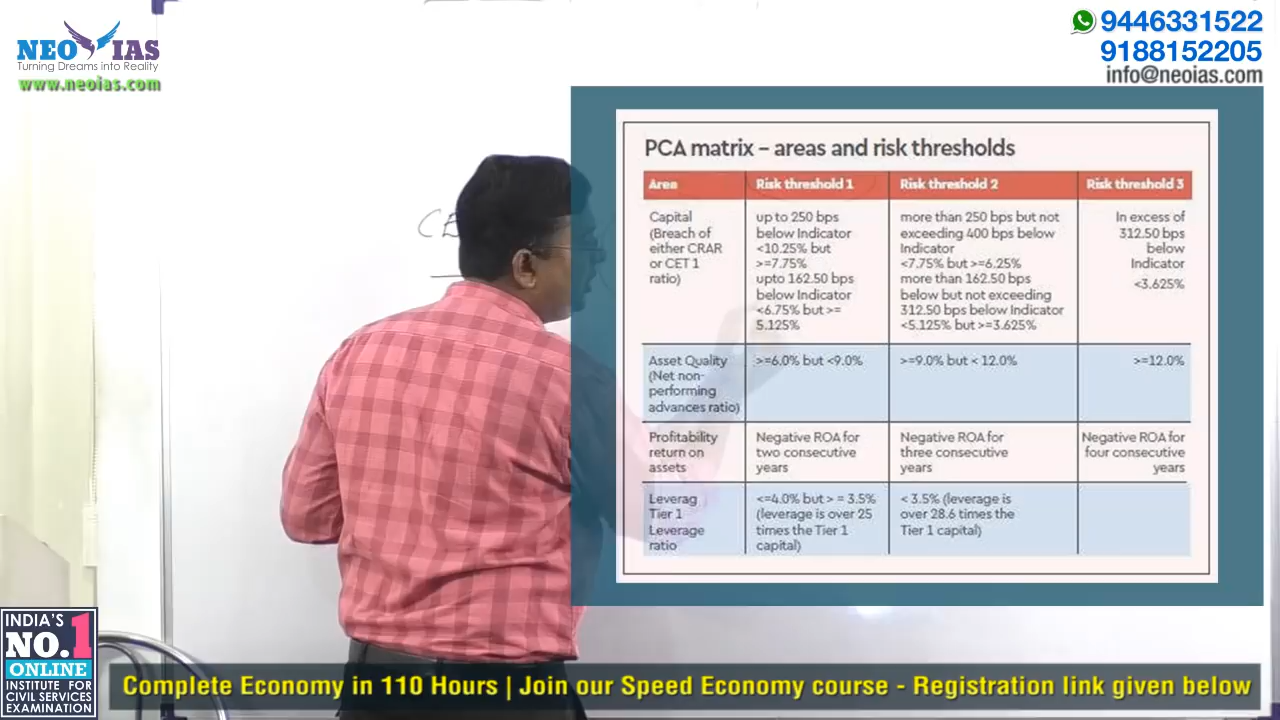 NEO IAS
Turning Dreams into Reality
www.neoias.com
9446331522
9188152205
info@neoias.com
CE
PCA matrix – areas and risk thresholds
Area Risk threshold 1 Risk threshold 2 Risk threshold 3
Capital
(Breach of
either CRAR
or CET 1
ratio)
up to 250 bps
below Indicator
<10.25% but
>=7.75%
upto 162.50 bps
below Indicator
<6.75% but >=
5.125%
more than 250 bps but not
exceeding 400 bps below
Indicator
<7.75% but >=6.25%
more than 162.50 bps
below but not exceeding
312.50 bps below Indicator
<5.125% but >=3.625%
In excess of
312.50 bps
below
Indicator
<3.625%
Asset Quality
(Net non-
performing
advances ratio)
>=6.0% but <9.0%
>=9.0% but < 12.0%
>=12.0%
Profitability
return on
assets
Negative ROA for
two consecutive
years
Negative ROA for
three consecutive
years
Negative ROA for
four consecutive
years
Leverag
Tier 1
Leverage
ratio
<=4.0% but > = 3.5%
(leverage is over 25
times the Tier 1
capital)
< 3.5% (leverage is
over 28.6 times the
Tier 1 capital)
INDIA'S
NO.1
ONLINE
INSTITUTE FOR
CIVIL SERVICES
EXAMINATION
Complete Economy in 110 Hours | Join our Speed Economy course - Registration link given below